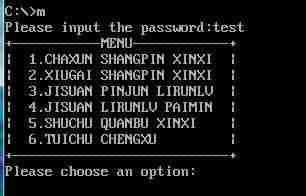 C:\>m
Please input the password:test
+-----------MENU------------+
|  1.CHAXUN SHANGPIN XINXI  |
|  2.XIUGAI SHANGPIN XINXI  |
|  3.JISUAN PINJUN LIRUNLV  |
|  4.JISUAN LIRUNLV PAIMIN  |
|  5.SHUCHU QUANBU XINXI    |
|  6.TUICHU CHENGXU         |
+---------------------------+
Please choose an option: